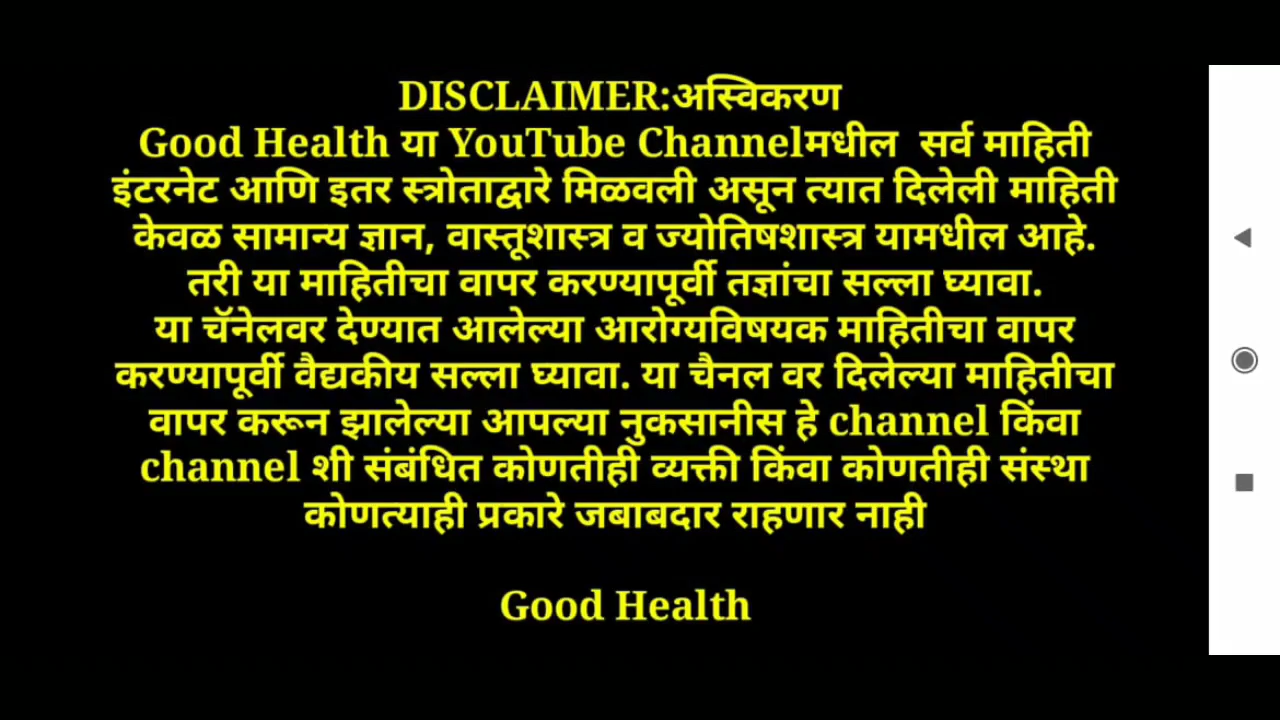 DISCLAIMER:अस्विकरण
Good Health या YouTube Channelमधील सर्व माहिती
इंटरनेट आणि इतर स्त्रोताद्वारे मिळवली असून त्यात दिलेली माहिती
केवळ सामान्य ज्ञान, वास्तूशास्त्र व ज्योतिषशास्त्र यामधील आहे.
तरी या माहितीचा वापर करण्यापूर्वी तज्ञांचा सल्ला घ्यावा.
या चॅनेलवर देण्यात आलेल्या आरोग्यविषयक माहितीचा वापर
करण्यापूर्वी वैद्यकीय सल्ला घ्यावा. या चैनल वर दिलेल्या माहितीचा
वापर करून झालेल्या आपल्या नुकसानीस हे channel किंवा
channel शी संबंधित कोणतीही व्यक्ती किंवा कोणतीही संस्था
कोणत्याही प्रकारे जबाबदार राहणार नाही
Good Health